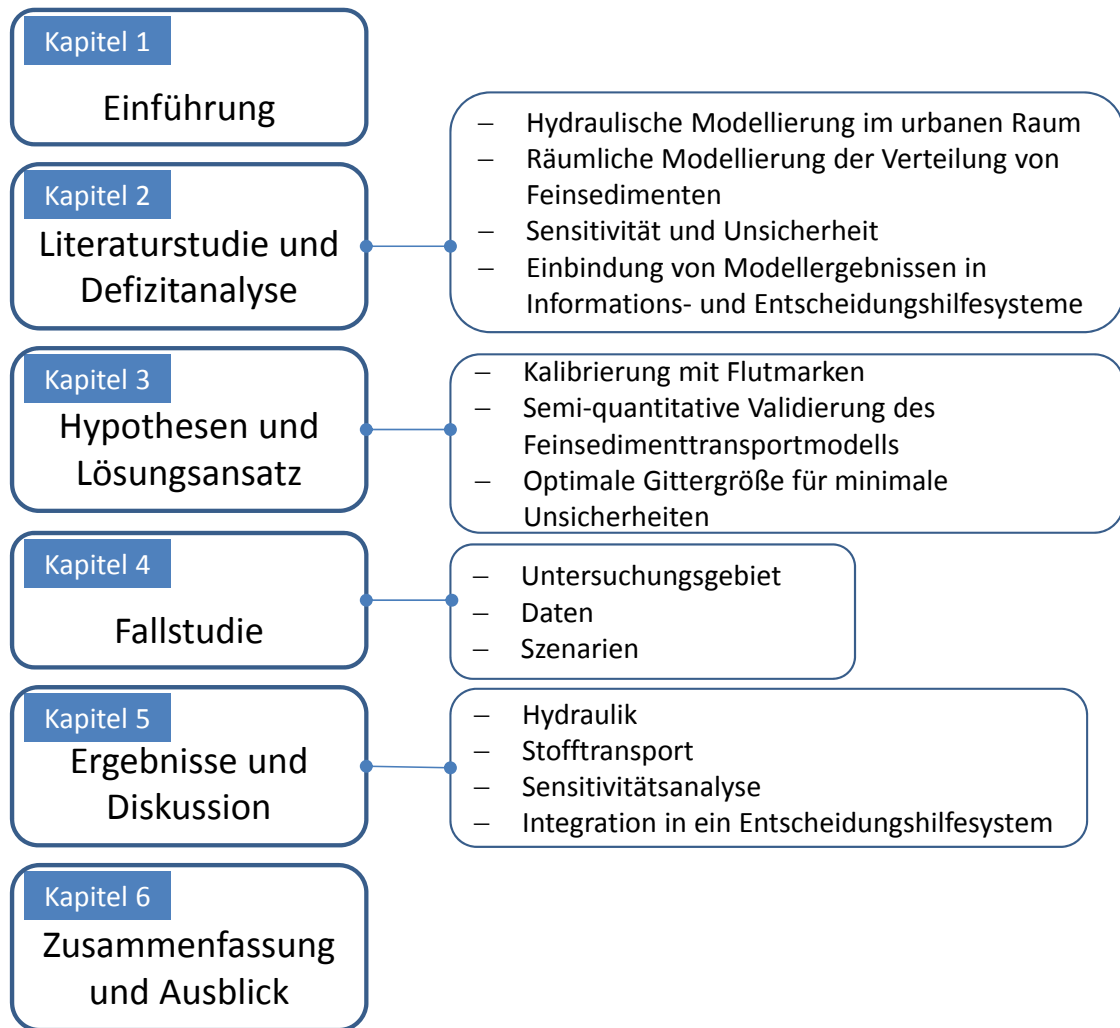 Kapitel 1
Einführung
Kapitel 2
Literaturstudie und
Defizitanalyse
– Hydraulische Modellierung im urbanen Raum
– Räumliche Modellierung der Verteilung von
Feinsedimenten
– Sensitivität und Unsicherheit
– Einbindung von Modellergebnissen in
Informations- und Entscheidungshilfesysteme
Kapitel 3
Hypothesen und
Lösungsansatz
– Kalibrierung mit Flutmarken
– Semi-quantitative Validierung des
Feinsedimenttransportmodells
– Optimale Gittergröße für minimale
Unsicherheiten
Kapitel 4
Fallstudie
– Untersuchungsgebiet
– Daten
– Szenarien
Kapitel 5
Ergebnisse und
Diskussion
– Hydraulik
– Stofftransport
– Sensitivitätsanalyse
– Integration in ein Entscheidungshilfesystem
Kapitel 6
Zusammenfassung
und Ausblick